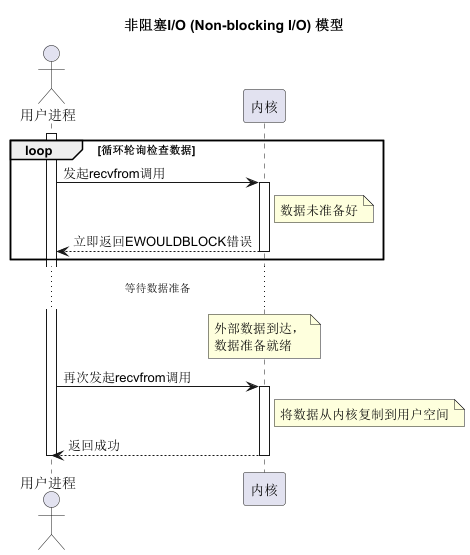 非阻塞I/O (Non-blocking I/O) 模型
用户进程
内核
loop
[循环轮询检查数据]
发起recvfrom调用
数据未准备好
立即返回EWOULDBLOCK错误
等待数据准备
外部数据到达，
数据准备就绪
再次发起recvfrom调用
将数据从内核复制到用户空间
返回成功
用户进程
内核